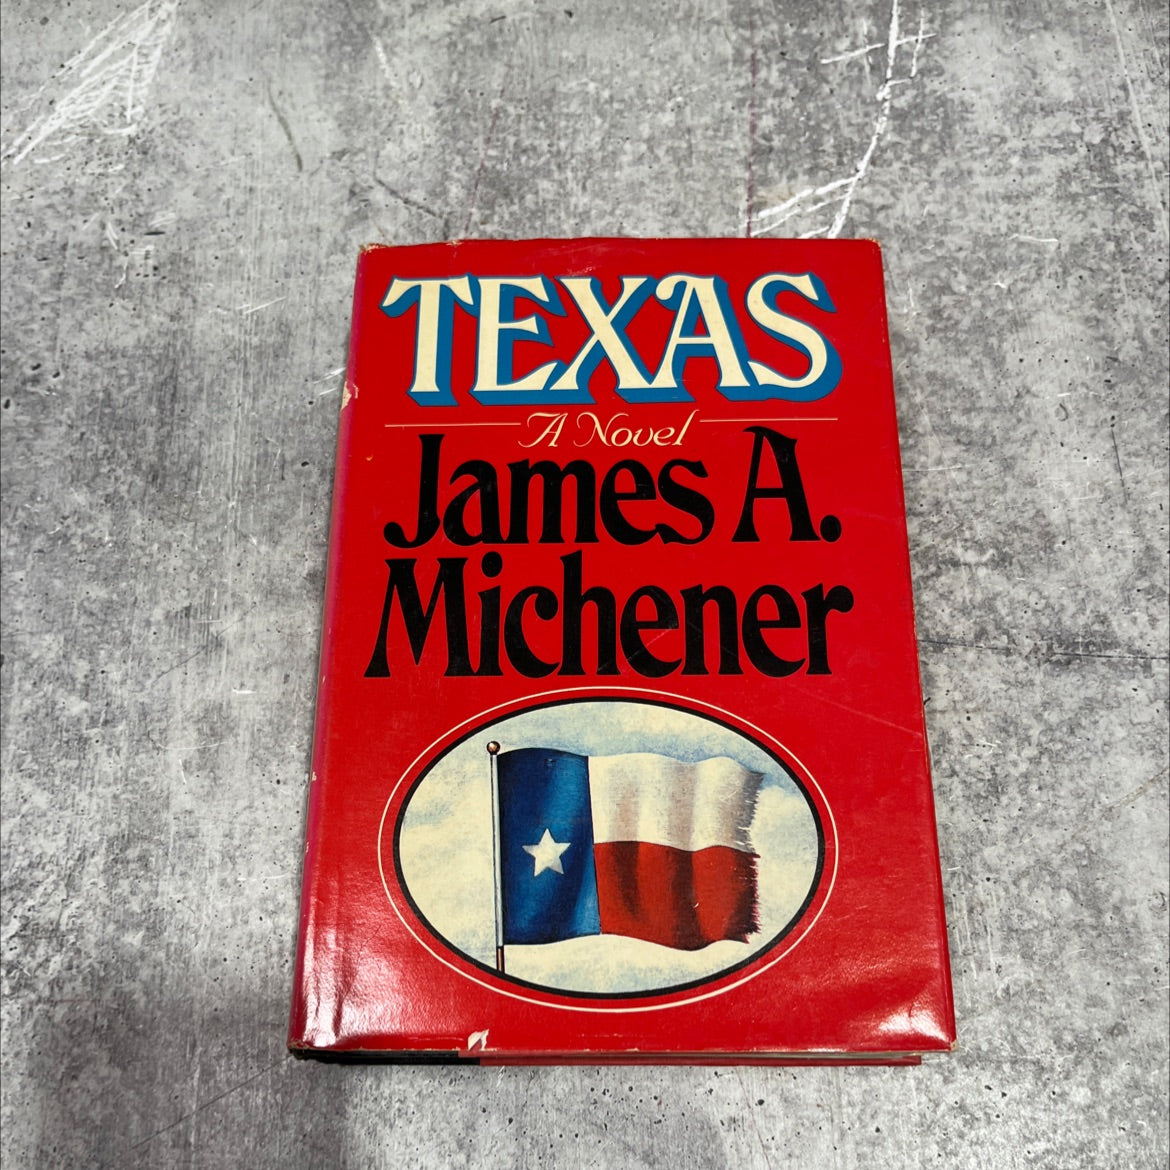 TEXAS
A Novel
James A.
Michener